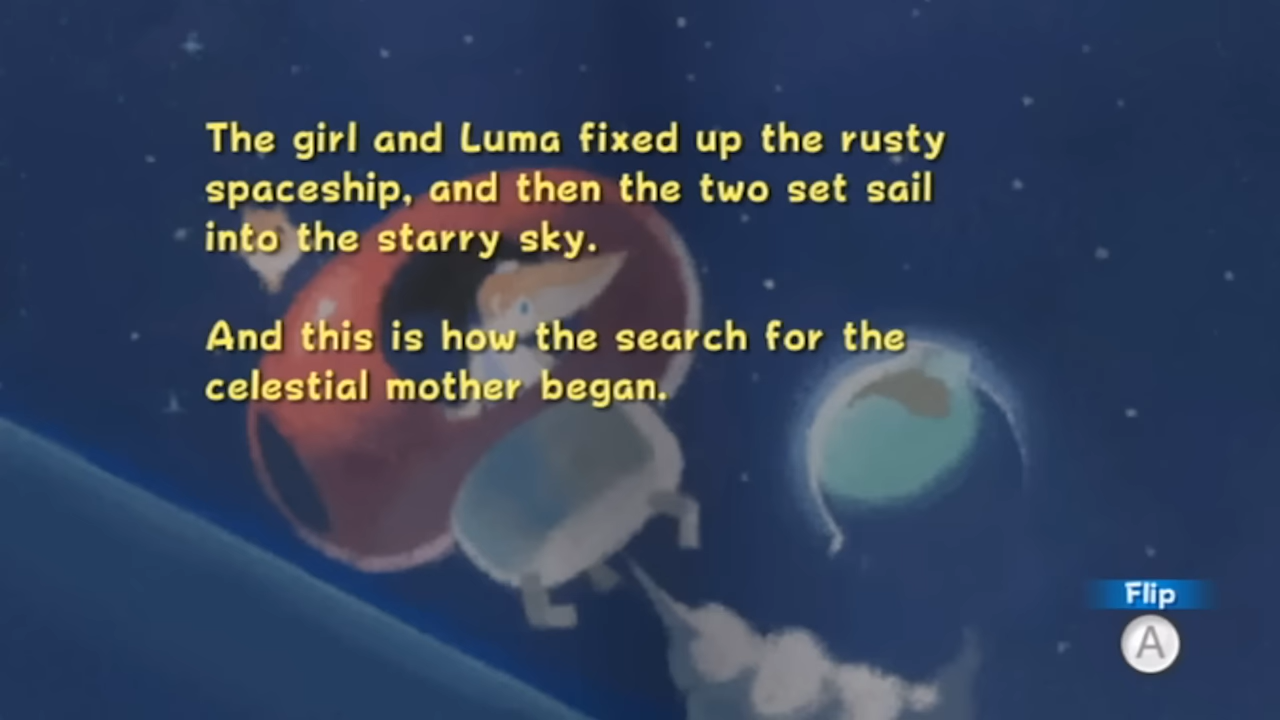 The girl and Luma fixed up the rusty
spaceship, and then the two set sail
into the starry sky.
And this is how the search for the
celestial mother began.
Flip
A